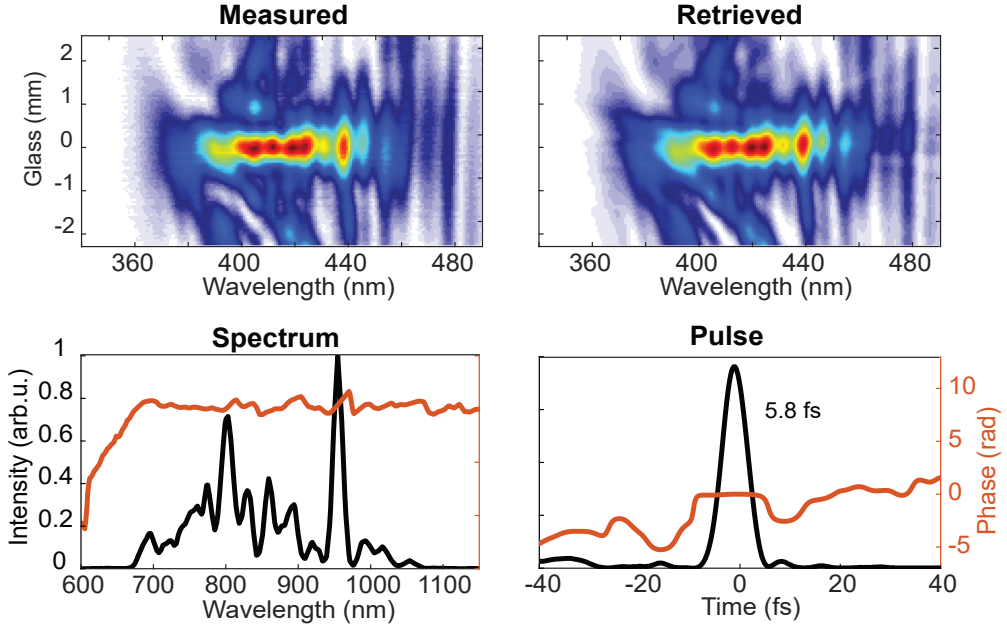 Measured
Retrieved
Glass (mm)
2
1
0
-1
-2
360
400
440
480
360
400
440
480
Wavelength (nm)
Wavelength (nm)
Spectrum
Pulse
Intensity (arb.u.)
1
0.8
0.6
0.4
0.2
0
600
700
800
900
1000
1100
Wavelength (nm)
5.8 fs
10
5
0
-5
Phase (rad)
-40
-20
0
20
40
Time (fs)